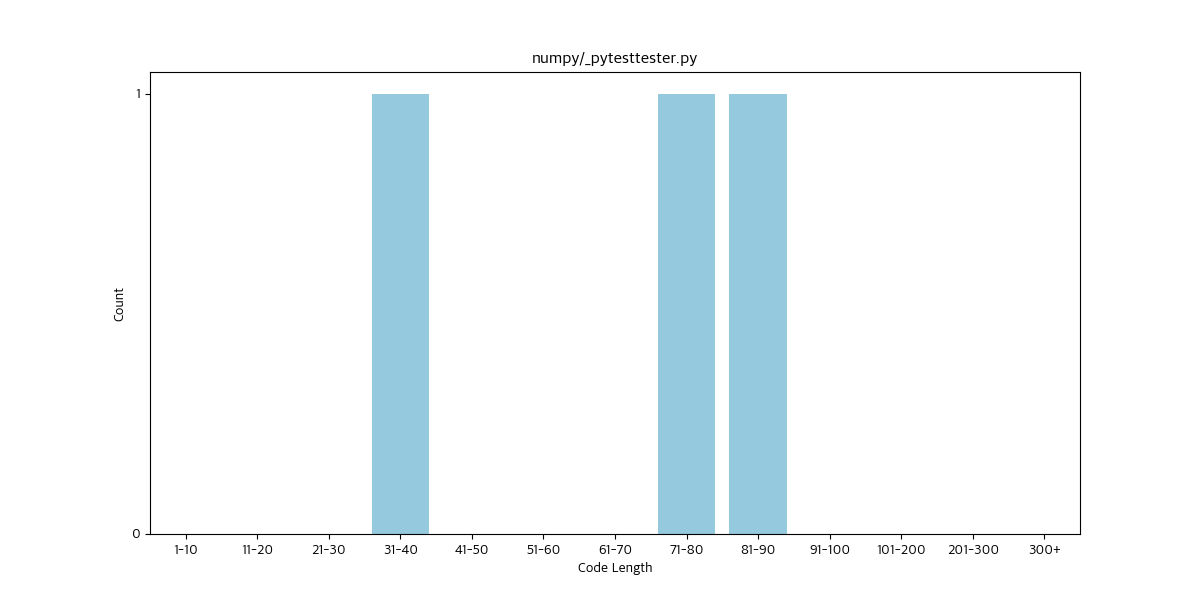 numpy/_pytesttester.py
1
0
Count
1-10 11-20 21-30 31-40 41-50 51-60 61-70 71-80 81-90 91-100 101-200 201-300 300+
Code Length